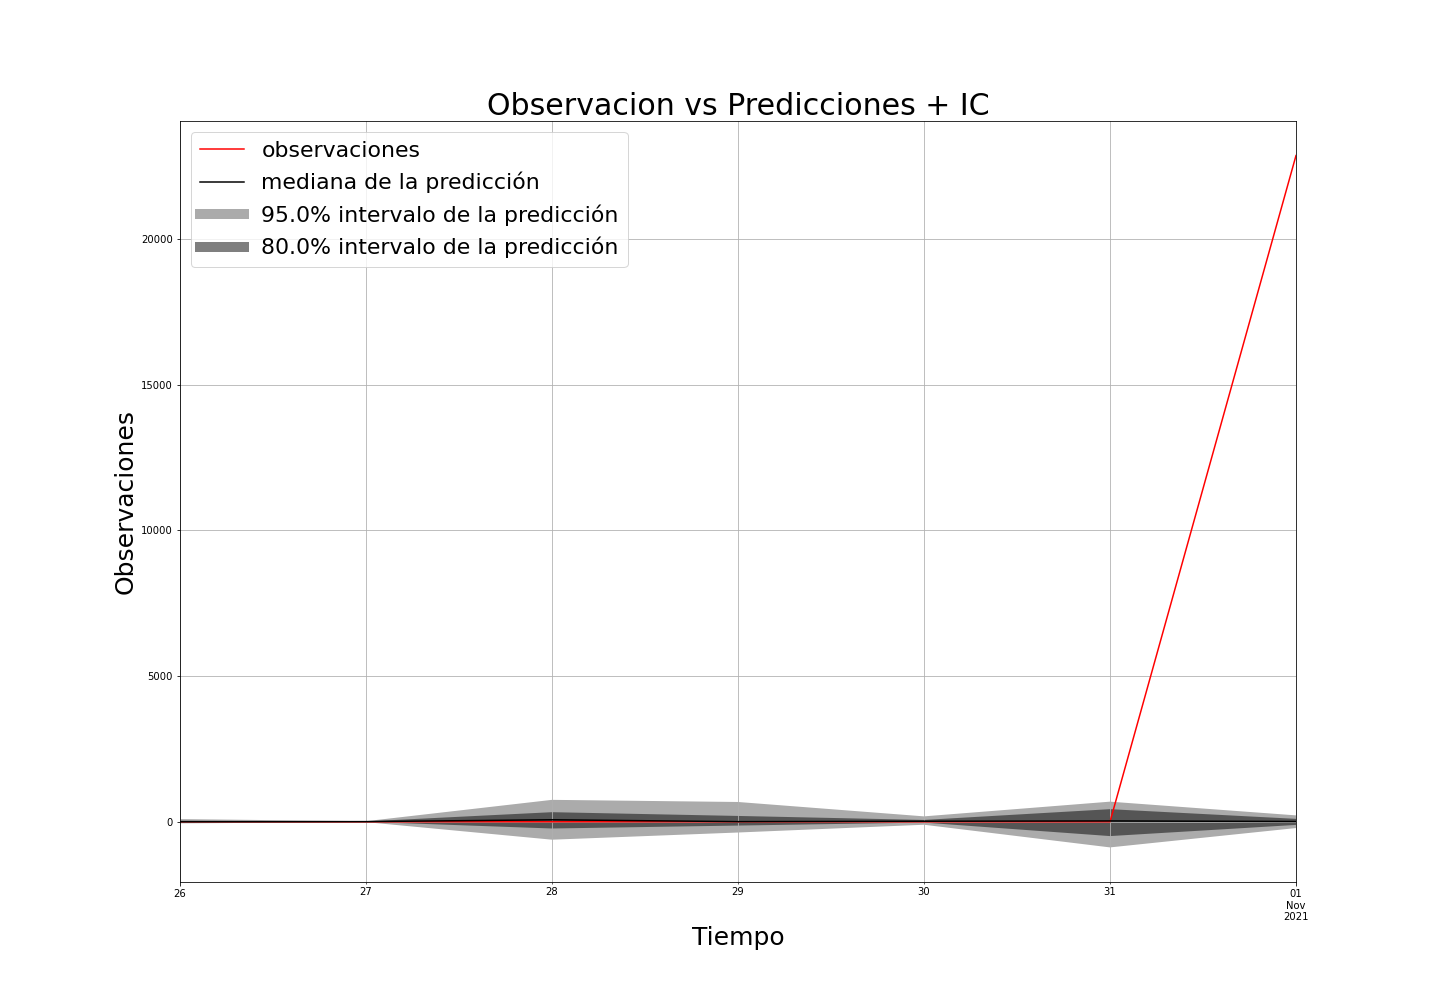 Observacion vs Predicciones + IC
observaciones
mediana de la predicción
95.0% intervalo de la predicción
80.0% intervalo de la predicción
20000
15000
10000
5000
0
Observaciones
26
27
28
29
30
31
01
Nov
2021
Tiempo